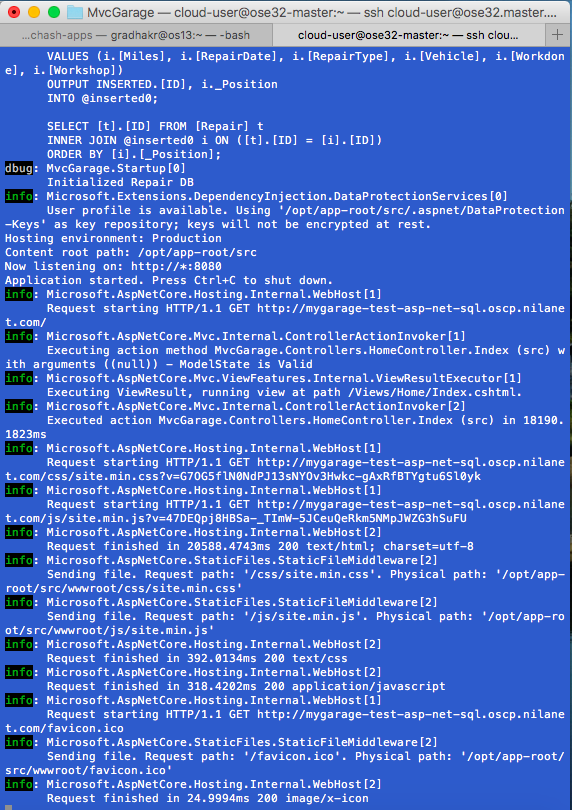 MvcGarage — cloud-user@ose32-master:~ — ssh cloud-user@ose32.master....
...chash-apps — gradhakr@os13:~ — -bash
cloud-user@ose32-master:~ — ssh clou...
VALUES (i.[Miles], i.[RepairDate], i.[RepairType], i.[Vehicle], i.[Workdon
e], i.[Workshop])
OUTPUT INSERTED.[ID], i._Position
INTO @inserted0;
SELECT [t].[ID] FROM [Repair] t
INNER JOIN @inserted0 i ON ([t].[ID] = [i].[ID])
ORDER BY [i].[_Position];
dbug: MvcGarage.Startup[0]
Initialized Repair DB
info: Microsoft.Extensions.DependencyInjection.DataProtectionServices[0]
User profile is available. Using '/opt/app-root/src/.aspnet/DataProtection
-Keys' as key repository; keys will not be encrypted at rest.
Hosting environment: Production
Content root path: /opt/app-root/src
Now listening on: http://*:8080
Application started. Press Ctrl+C to shut down.
info: Microsoft.AspNetCore.Hosting.Internal.WebHost[1]
Request starting HTTP/1.1 GET http://mygarage-test-asp-net-sql.oscp.nilane
t.com/
info: Microsoft.AspNetCore.Mvc.Internal.ControllerActionInvoker[1]
Executing action method MvcGarage.Controllers.HomeController.Index (src) w
ith arguments ((null)) - ModelState is Valid
info: Microsoft.AspNetCore.Mvc.ViewFeatures.Internal.ViewResultExecutor[1]
Executing ViewResult, running view at path /Views/Home/Index.cshtml.
info: Microsoft.AspNetCore.Mvc.Internal.ControllerActionInvoker[2]
Executed action MvcGarage.Controllers.HomeController.Index (src) in 18190.
1823ms
info: Microsoft.AspNetCore.Hosting.Internal.WebHost[1]
Request starting HTTP/1.1 GET http://mygarage-test-asp-net-sql.oscp.nilane
t.com/css/site.min.css?v=G7OG5flN0NdPJ13sNYOv3Hwkc-gAxRfBTYgtu6Sl0yk
info: Microsoft.AspNetCore.Hosting.Internal.WebHost[1]
Request starting HTTP/1.1 GET http://mygarage-test-asp-net-sql.oscp.nilane
t.com/js/site.min.js?v=47DEQpj8HBSa-_TImW-5JCeuQeRkm5NMpJWZG3hSuFU
info: Microsoft.AspNetCore.Hosting.Internal.WebHost[2]
Request finished in 20588.4743ms 200 text/html; charset=utf-8
info: Microsoft.AspNetCore.StaticFiles.StaticFileMiddleware[2]
Sending file. Request path: '/css/site.min.css'. Physical path: '/opt/app-
root/src/wwwroot/css/site.min.css'
info: Microsoft.AspNetCore.StaticFiles.StaticFileMiddleware[2]
Sending file. Request path: '/js/site.min.js'. Physical path: '/opt/app-ro
ot/src/wwwroot/js/site.min.js'
info: Microsoft.AspNetCore.Hosting.Internal.WebHost[2]
Request finished in 392.0134ms 200 text/css
info: Microsoft.AspNetCore.Hosting.Internal.WebHost[2]
Request finished in 318.4202ms 200 application/javascript
info: Microsoft.AspNetCore.Hosting.Internal.WebHost[1]
Request starting HTTP/1.1 GET http://mygarage-test-asp-net-sql.oscp.nilane
t.com/favicon.ico
info: Microsoft.AspNetCore.StaticFiles.StaticFileMiddleware[2]
Sending file. Request path: '/favicon.ico'. Physical path: '/opt/app-root/
src/wwwroot/favicon.ico'
info: Microsoft.AspNetCore.Hosting.Internal.WebHost[2]
Request finished in 24.9994ms 200 image/x-icon